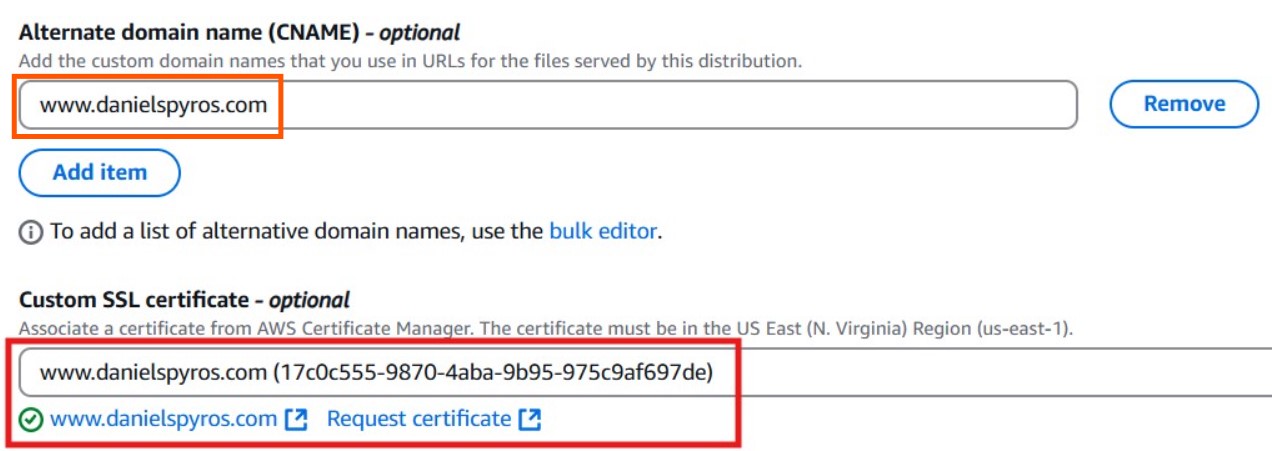 Alternate domain name (CNAME) - optional
Add the custom domain names that you use in URLs for the files served by this distribution.
www.danielspyros.com
Remove
Add item
To add a list of alternative domain names, use the bulk editor.
Custom SSL certificate - optional
Associate a certificate from AWS Certificate Manager. The certificate must be in the US East (N. Virginia) Region (us-east-1).
www.danielspyros.com (17c0c555-9870-4aba-9b95-975c9af697de)
www.danielspyros.com Request certificate